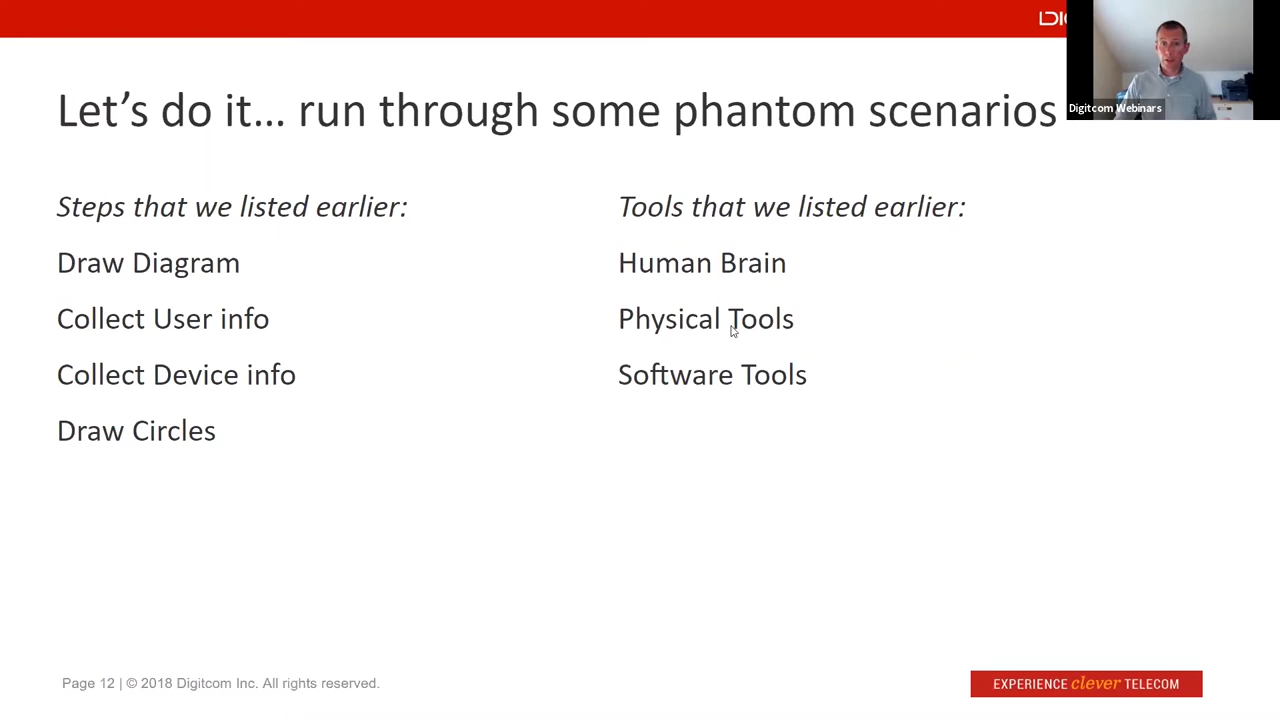 Let's do it... run through some phantom scenarios
Digitcom Webinars
Steps that we listed earlier:
Draw Diagram
Collect User info
Collect Device info
Draw Circles
Tools that we listed earlier:
Human Brain
Physical Tools
Software Tools
Page 12 | © 2018 Digitcom Inc. All rights reserved.
EXPERIENCE clever TELECOM